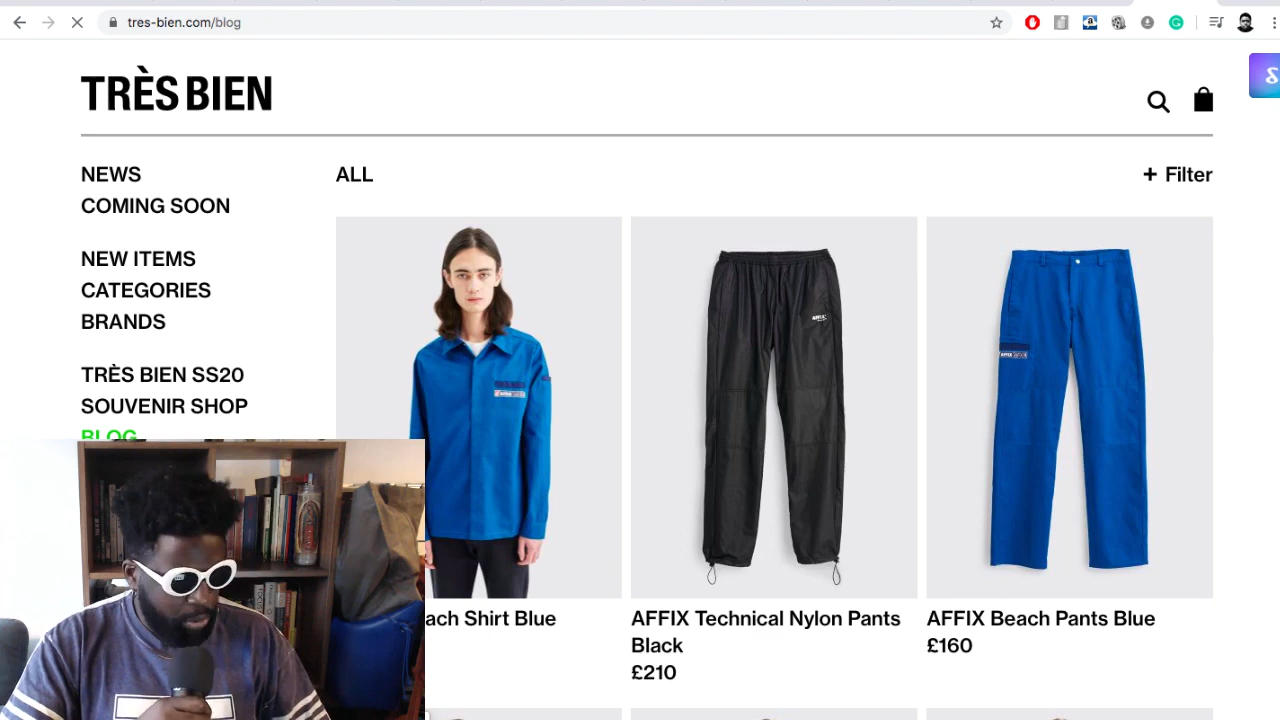 tres-bien.com/blog
TRÈS BIEN
NEWS
COMING SOON
NEW ITEMS
CATEGORIES
BRANDS
TRÈS BIEN SS20
SOUVENIR SHOP
BLOG
ALL
+ Filter
ach Shirt Blue
AFFIX Technical Nylon Pants
Black
£210
AFFIX Beach Pants Blue
£160